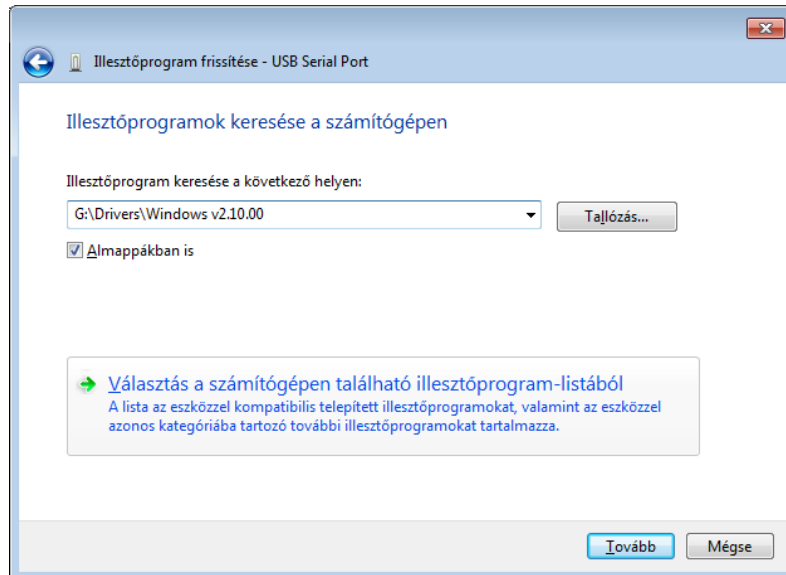 Illesztőprogram frissítése - USB Serial Port
Illesztőprogramok keresése a számítógépen
Illesztőprogram keresése a következő helyen:
G:\Drivers\Windows v2.10.00
Tallózás...
Almappákban is
Választás a számítógépen található illesztőprogram-listából
A lista az eszközzel kompatibilis telepített illesztőprogramokat, valamint az eszközzel
azonos kategóriába tartozó további illesztőprogramokat tartalmazza.
Tovább
Mégse